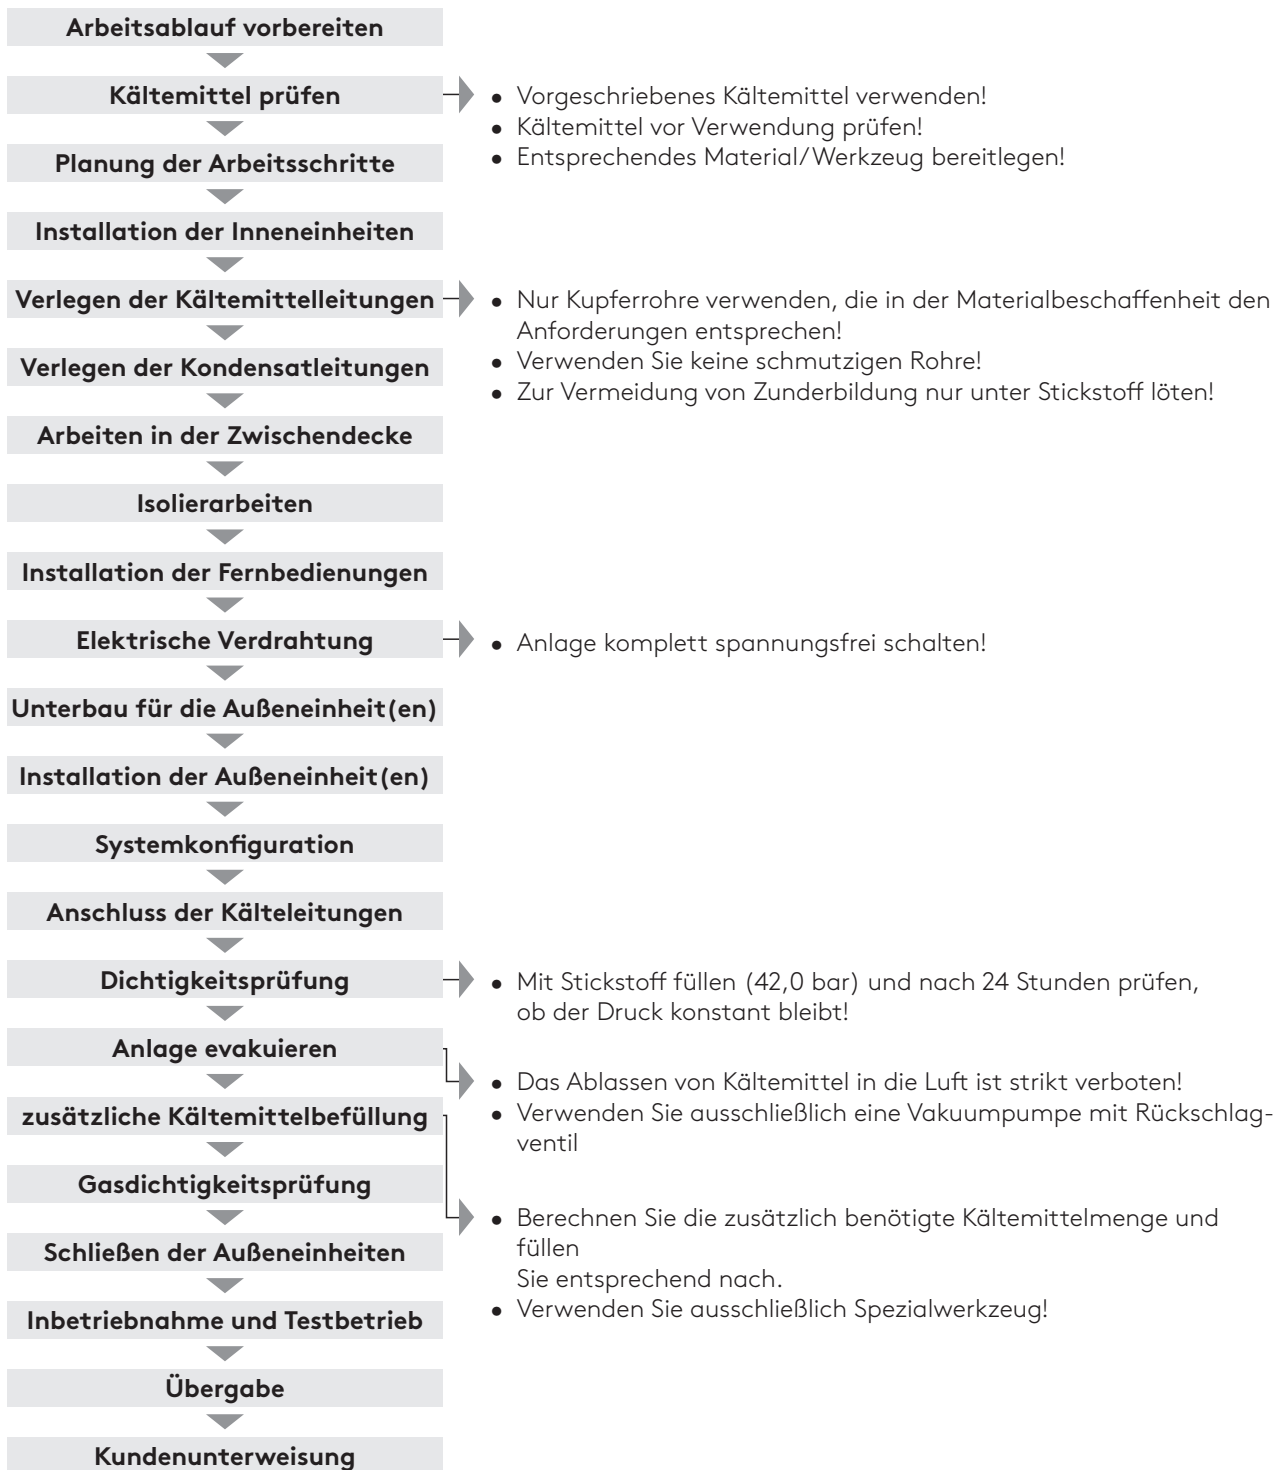 Arbeitsablauf vorbereiten
Kältemittel prüfen
• Vorgeschriebenes Kältemittel verwenden!
• Kältemittel vor Verwendung prüfen!
• Entsprechendes Material/Werkzeug bereitlegen!
Planung der Arbeitsschritte
Installation der Inneneinheiten
Verlegen der Kältemittelleitungen
• Nur Kupferrohre verwenden, die in der Materialbeschaffenheit den
Anforderungen entsprechen!
• Verwenden Sie keine schmutzigen Rohre!
• Zur Vermeidung von Zunderbildung nur unter Stickstoff löten!
Verlegen der Kondensatleitungen
Arbeiten in der Zwischendecke
Isolierarbeiten
Installation der Fernbedienungen
Elektrische Verdrahtung
• Anlage komplett spannungsfrei schalten!
Unterbau für die Außeneinheit(en)
Installation der Außeneinheit(en)
Systemkonfiguration
Anschluss der Kälteleitungen
Dichtigkeitsprüfung
• Mit Stickstoff füllen (42,0 bar) und nach 24 Stunden prüfen,
ob der Druck konstant bleibt!
Anlage evakuieren
• Das Ablassen von Kältemittel in die Luft ist strikt verboten!
• Verwenden Sie ausschließlich eine Vakuumpumpe mit Rückschlag-
ventil
zusätzliche Kältemittelbefüllung
• Berechnen Sie die zusätzlich benötigte Kältemittelmenge und
füllen
Sie entsprechend nach.
• Verwenden Sie ausschließlich Spezialwerkzeug!
Gasdichtigkeitsprüfung
Schließen der Außeneinheiten
Inbetriebnahme und Testbetrieb
Übergabe
Kundenunterweisung